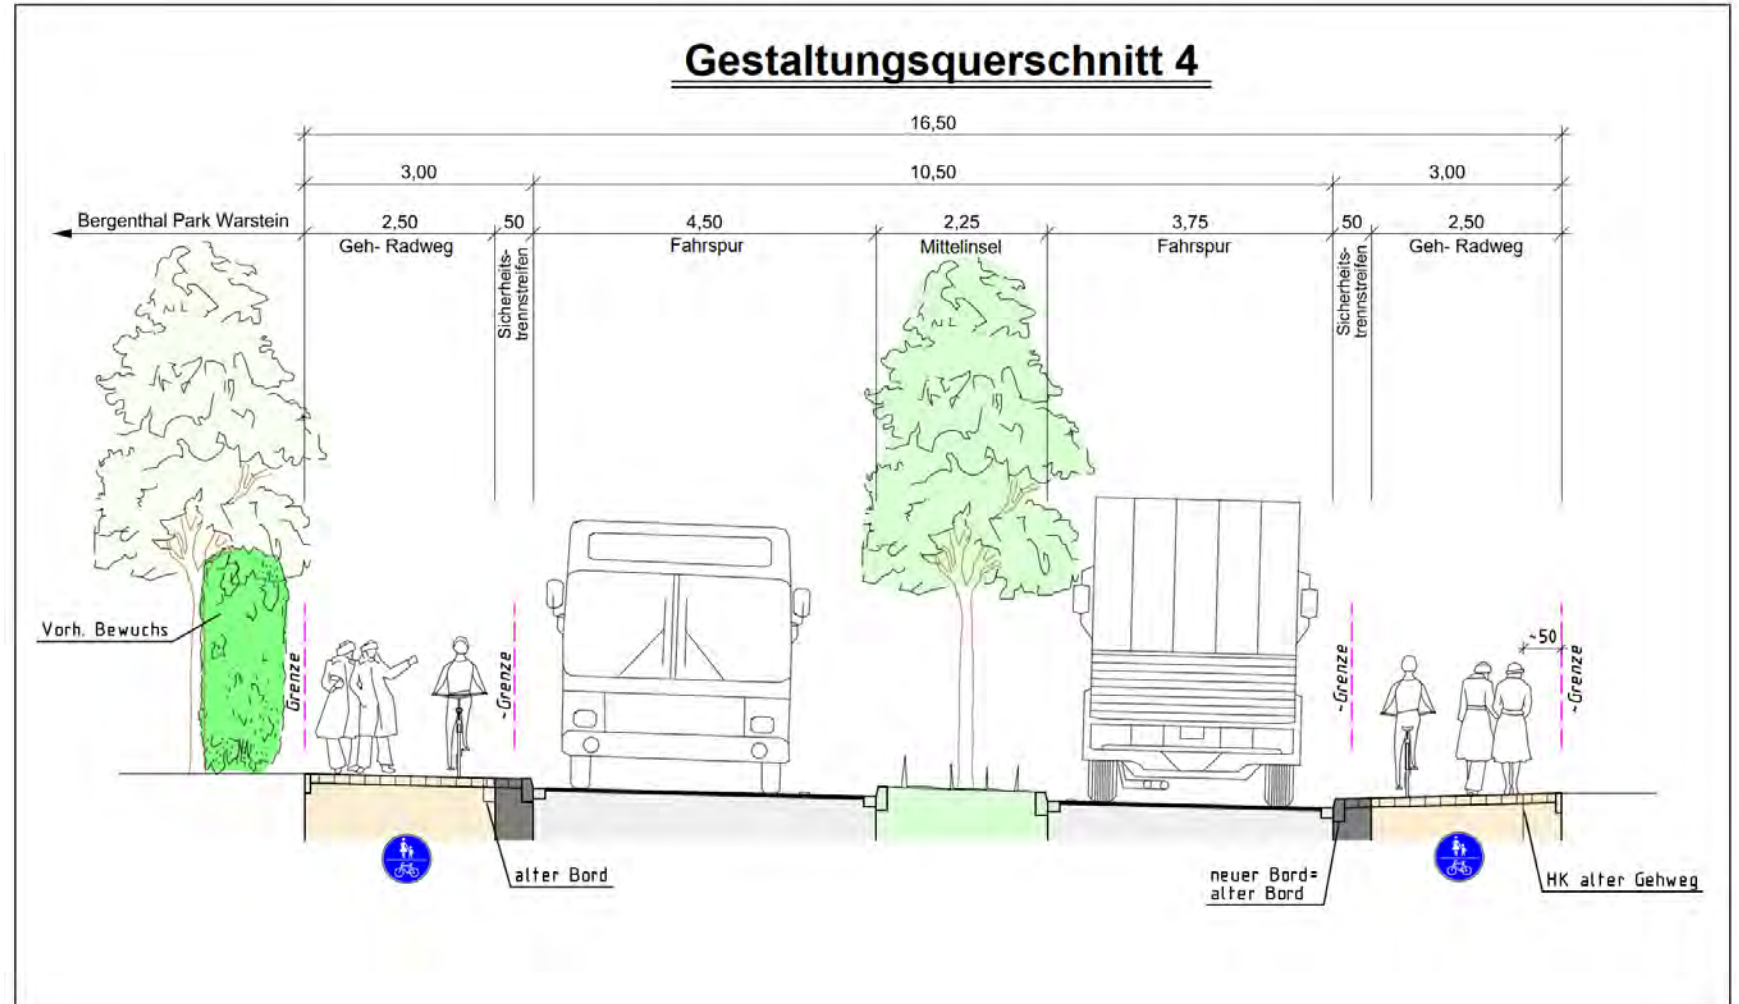 Gestaltungsquerschnitt 4
16,50
3,00 10,50 3,00
Bergenthal Park Warstein 2,50 50 4,50 2,25 3,75 50 2,50
Geh- Radweg Fahrspur Mittelinsel Fahrspur Geh- Radweg
Sicherheits-
trennstreifen
Sicherheits-
trennstreifen
Vorh. Bewuchs
Grenze
~Grenze
~Grenze
~50
~Grenze
alter Bord
neuer Bord=
alter Bord
HK alter Gehweg